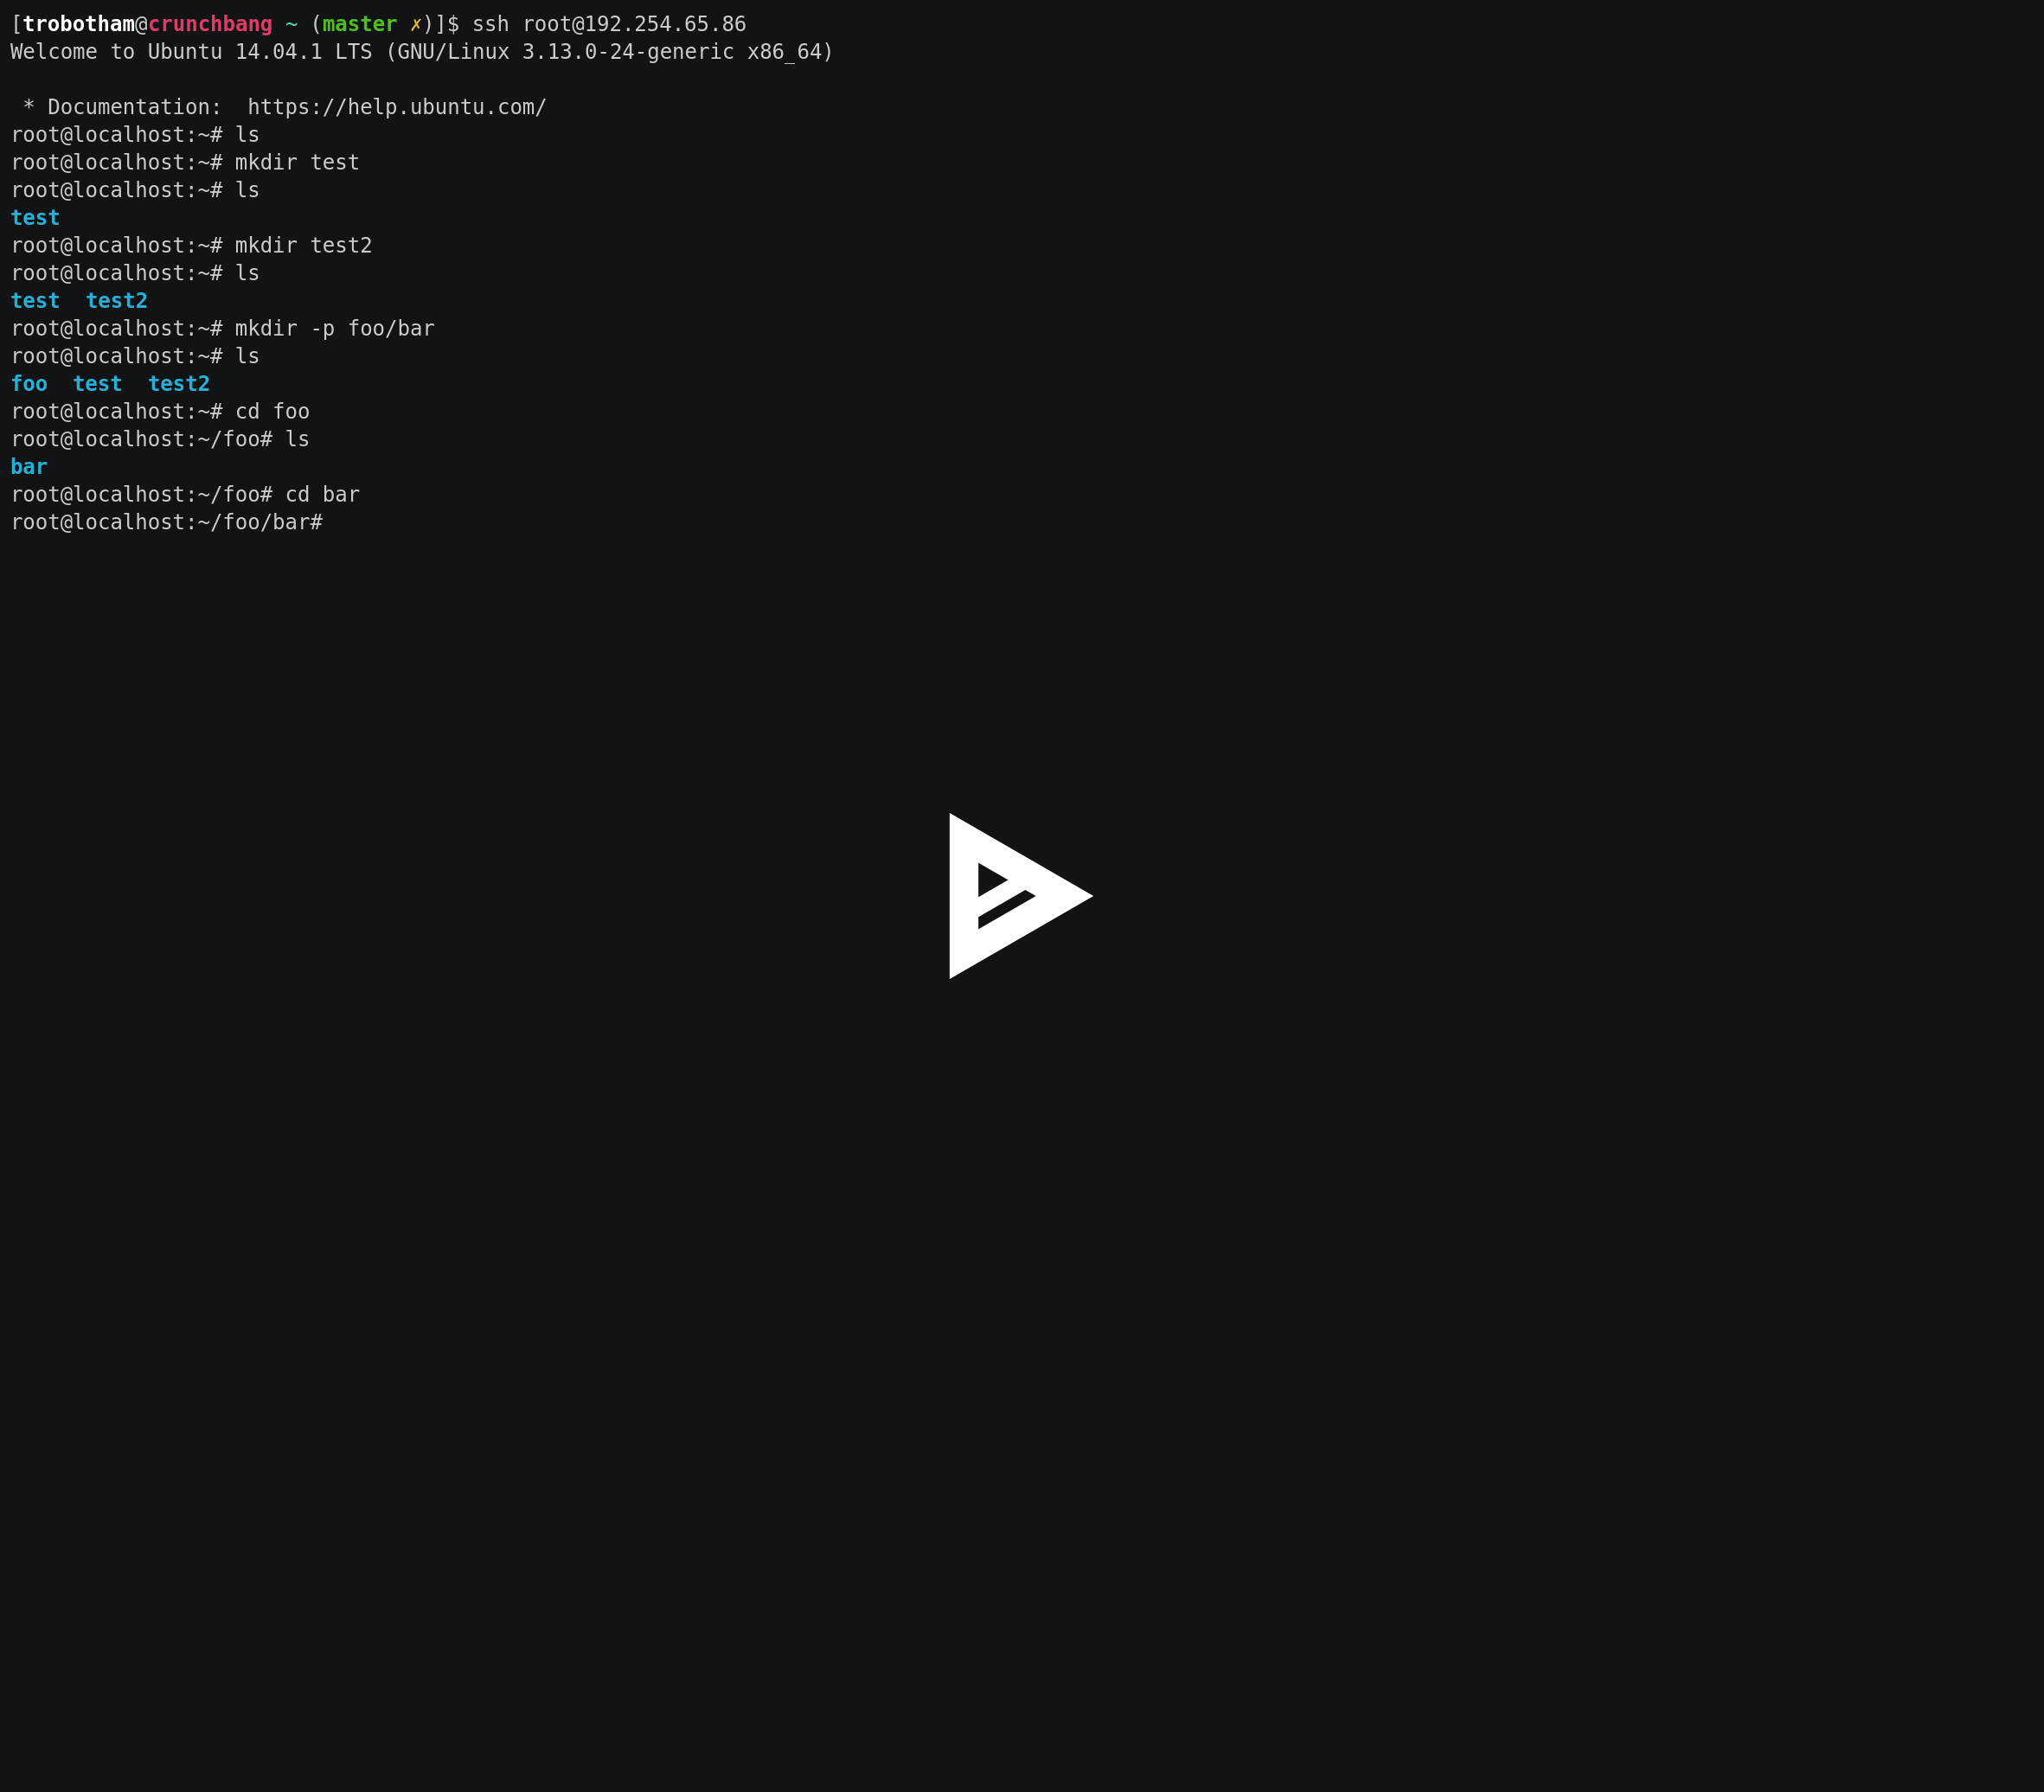 [trobotham@crunchbang ~ (master ✗)]$ ssh root@192.254.65.86
Welcome to Ubuntu 14.04.1 LTS (GNU/Linux 3.13.0-24-generic x86_64)
 * Documentation:  https://help.ubuntu.com/
root@localhost:~# ls
root@localhost:~# mkdir test
root@localhost:~# ls
test
root@localhost:~# mkdir test2
root@localhost:~# ls
test  test2
root@localhost:~# mkdir -p foo/bar
root@localhost:~# ls
foo  test  test2
root@localhost:~# cd foo
root@localhost:~/foo# ls
bar
root@localhost:~/foo# cd bar
root@localhost:~/foo/bar#